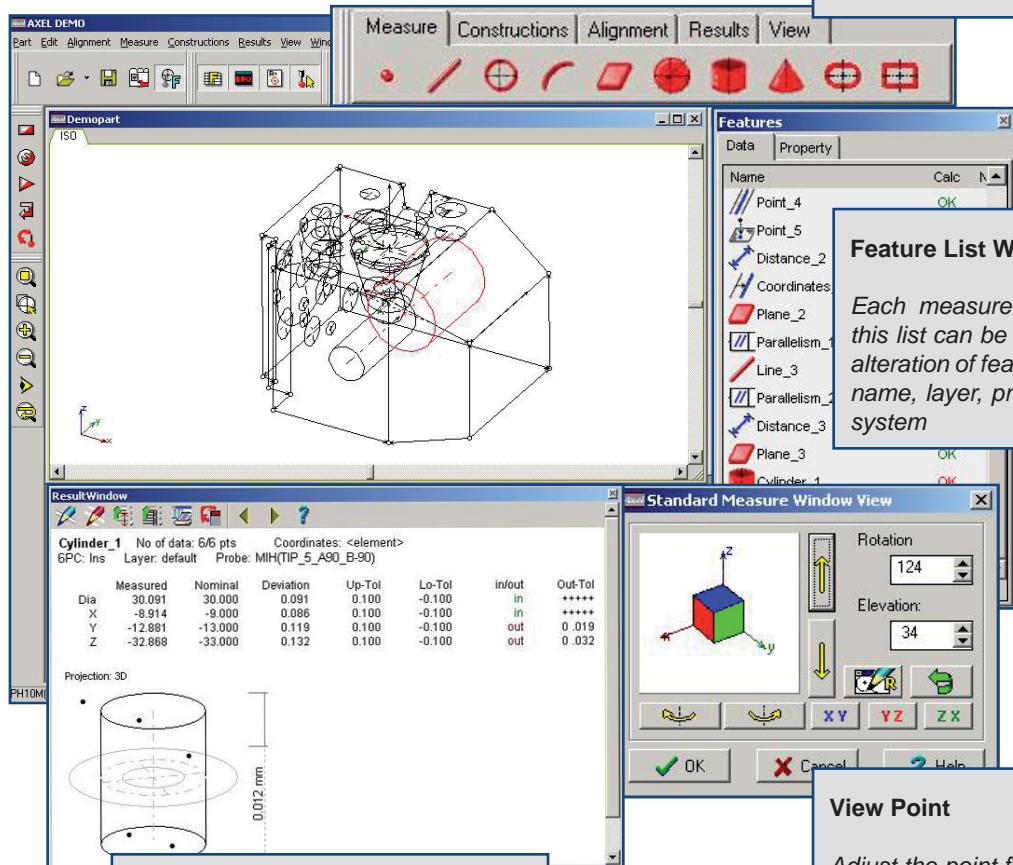 AXEL DEMO
Part Edit Alignment Measure Constructions Results View
Measure Constructions Alignment Results View
Demopart
ISO
z
y
x
Features
Data Property
Name Calc
Point_4 OK
Point_5
Distance_2
Coordinates
Plane_2
Parallelism_1
Line_3
Parallelism_2
Distance_3
Plane_3 OK
Cylinder_1 OK
Feature List W
Each measure
this list can be
alteration of fea
name, layer, pr
system
PH10M(
ResultWindow
Cylinder_1 No of data: 6/6 pts Coordinates: <element>
6PC: Ins Layer: default Probe: MIH(TIP_5_A90_B-90)
Measured Nominal Deviation Up-Tol Lo-Tol in/out Out-Tol
Dia 30.091 30.000 0.091 0.100 -0.100 in +++++
X -8.914 -9.000 0.086 0.100 -0.100 in +++++
Y -12.881 -13.000 0.119 0.100 -0.100 out 0 .019
Z -32.868 -33.000 0.132 0.100 -0.100 out 0 .032
Projection: 3D
0.012 mm
Standard Measure Window View
z
x
y
Rotation
124
Elevation:
34
R
X Y Y Z Z X
OK Cancel Help
View Point